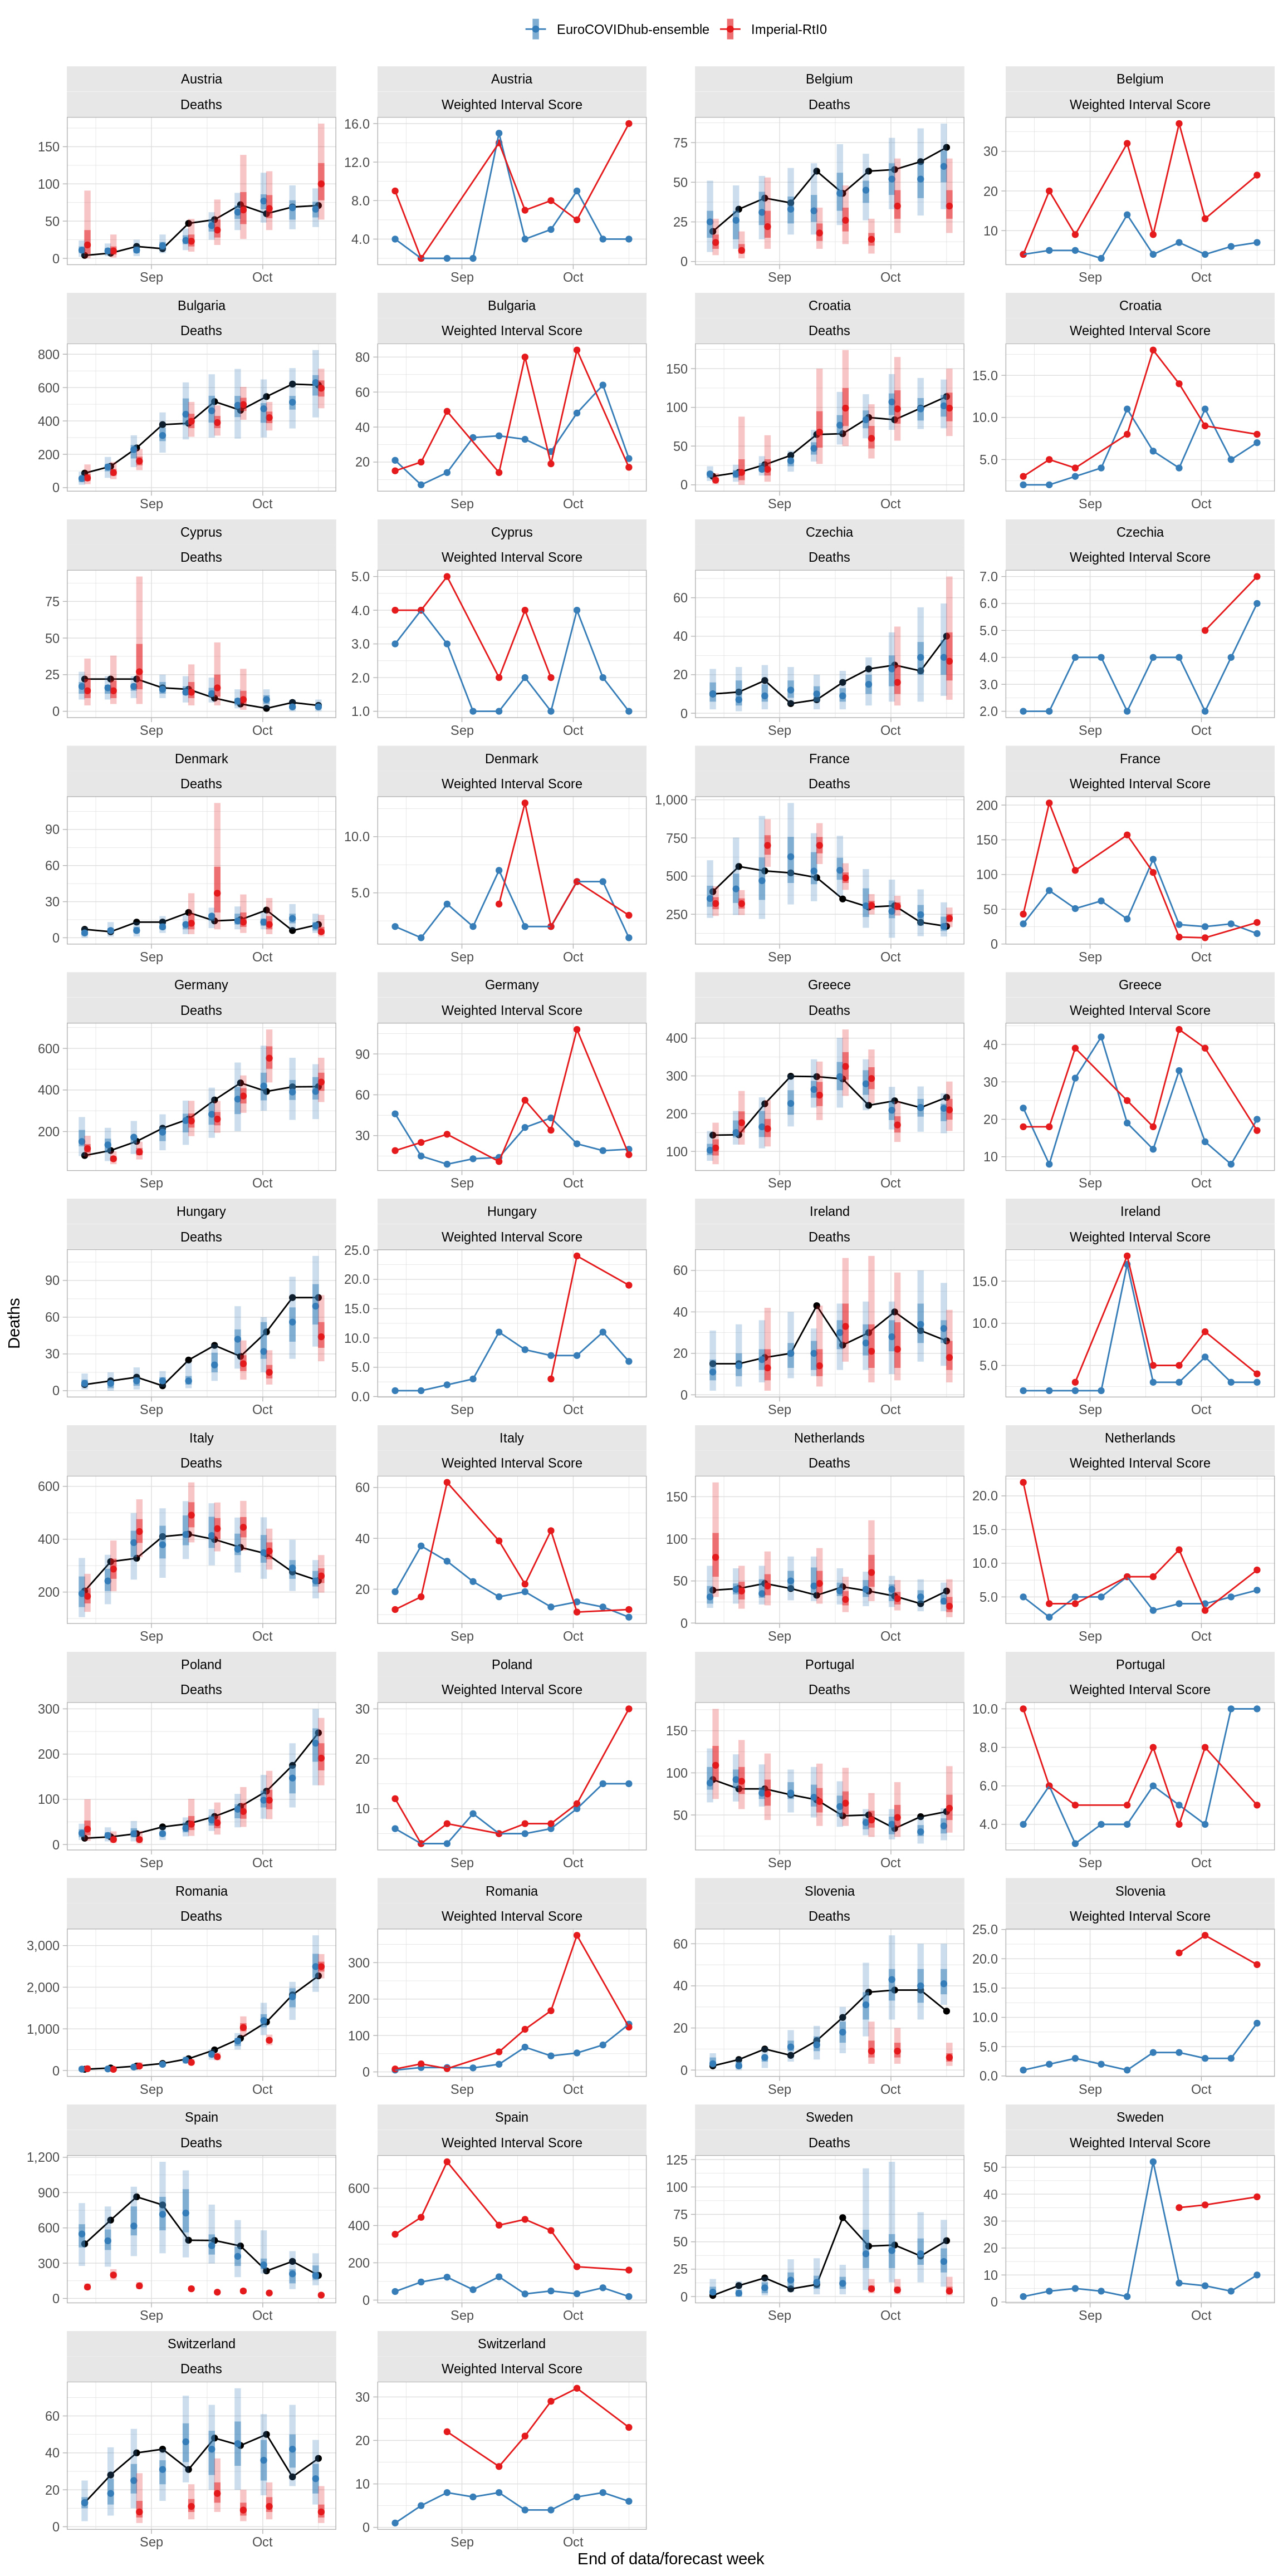 EuroCOVIDhub-ensemble Imperial-RtI0
Austria Austria Belgium Belgium
Deaths Weighted Interval Score Deaths Weighted Interval Score
150 16.0 75 30
100 12.0 50 20
50 8.0 25 10
0 4.0 0
Sep Oct Sep Oct Sep Oct Sep Oct
Bulgaria Bulgaria Croatia Croatia
Deaths Weighted Interval Score Deaths Weighted Interval Score
800 80 150 15.0
600 60 100 10.0
400 40 50 5.0
200 20 0
0
Sep Oct Sep Oct Sep Oct Sep Oct
Cyprus Cyprus Czechia Czechia
Deaths Weighted Interval Score Deaths Weighted Interval Score
75 5.0 60 7.0
50 4.0 40 6.0
25 3.0 20 5.0
0 2.0 0 4.0
1.0 3.0
2.0
Sep Oct Sep Oct Sep Oct Sep Oct
Denmark Denmark France France
Deaths Weighted Interval Score Deaths Weighted Interval Score
90 10.0 1,000 200
60 5.0 750 150
30 500 100
0 250 50
0
Sep Oct Sep Oct Sep Oct Sep Oct
Germany Germany Greece Greece
Deaths Weighted Interval Score Deaths Weighted Interval Score
600 90 400 40
400 60 300 30
200 30 200 20
100 10
Sep Oct Sep Oct Sep Oct Sep Oct
Hungary Hungary Ireland Ireland
Deaths Weighted Interval Score Deaths Weighted Interval Score
90 25.0 60 15.0
60 20.0 40 10.0
30 15.0 20 5.0
0 10.0 0
5.0
0.0
Sep Oct Sep Oct Sep Oct Sep Oct
Deaths
Italy Italy Netherlands Netherlands
Deaths Weighted Interval Score Deaths Weighted Interval Score
600 60 150 20.0
400 40 100 15.0
200 20 50 10.0
0 5.0
Sep Oct Sep Oct Sep Oct Sep Oct
Poland Poland Portugal Portugal
Deaths Weighted Interval Score Deaths Weighted Interval Score
300 30 150 10.0
200 20 100 8.0
100 10 50 6.0
0 4.0
Sep Oct Sep Oct Sep Oct Sep Oct
Romania Romania Slovenia Slovenia
Deaths Weighted Interval Score Deaths Weighted Interval Score
3,000 300 60 25.0
2,000 200 40 20.0
1,000 100 20 15.0
0 0 0 10.0
5.0
0.0
Sep Oct Sep Oct Sep Oct Sep Oct
Spain Spain Sweden Sweden
Deaths Weighted Interval Score Deaths Weighted Interval Score
1,200 600 125 50
900 400 100 40
600 200 75 30
300 0 50 20
0 25 10
0 0
Sep Oct Sep Oct Sep Oct Sep Oct
Switzerland Switzerland
Deaths Weighted Interval Score
60 30
40 20
20 10
0 0
Sep Oct Sep Oct
End of data/forecast week